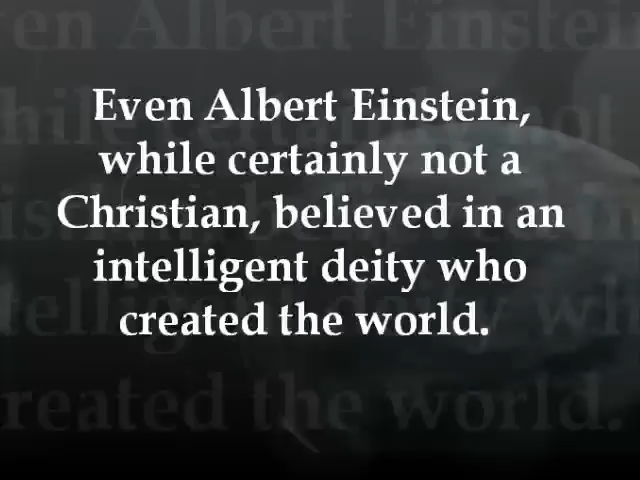 Even Albert Einstein,
while certainly not a
Christian, believed in an
intelligent deity who
created the world.